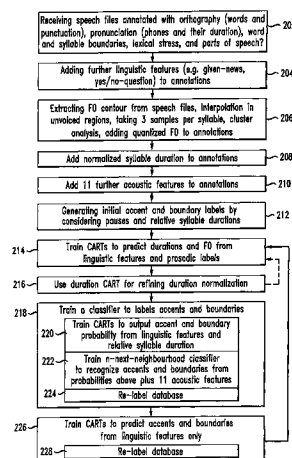 Receiving speech files annotated with orthography (words and
punctuation), pronunciation (phones and their duration), word
and syllable boundaries, lexical stress, and parts of speech?
202
Adding further linguistic features (e.g. given-news,
yes/no-question) to annotations
204
Extracting F0 contour from speech files, interpolation in
unvoiced regions, taking 3 samples per syllable, cluster
analysis, adding quantized F0 to annotations
206
Add normalized syllable duration to annotations
208
Add 11 further acoustic features to annotations
210
Generating initial accent and boundary labels by
considering pauses and relative syllable durations
212
214
Train CARTs to predict durations and F0 from
linguistic features and prosodic labels
216
Use duration CART for refining duration normalization
218
Train a classifier to labels accents and boundaries
220
Train CARTs to output accent and boundary
probability from linguistic features and
relative syllable duration
222
Train n-next-neighbourhood classifier
to recognize accents and boundaries from
probabilities above plus 11 acoustic features
224
Re-label database
226
Train CARTs to predict accents and boundaries
from linguistic features only
228
Re-label database